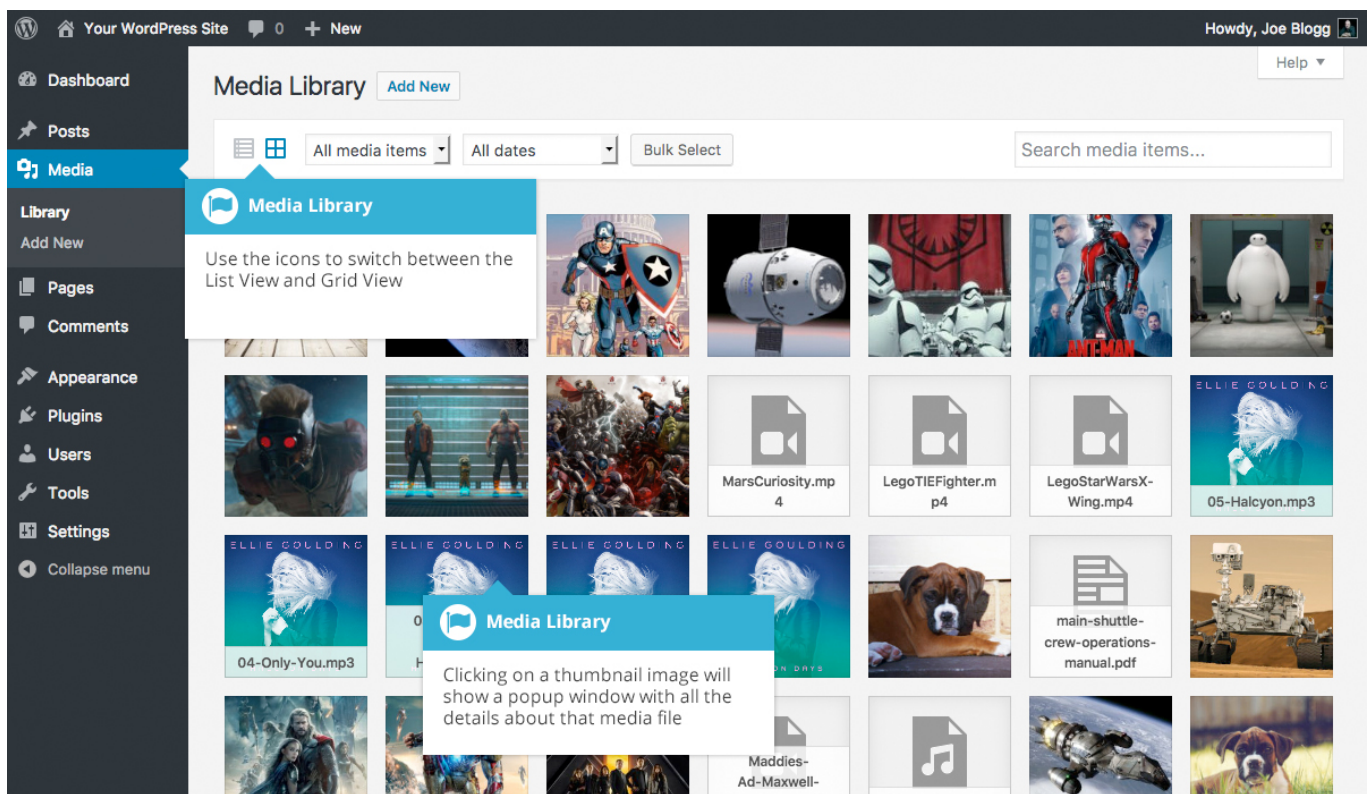 Your WordPress Site 0 + New
Howdy, Joe Blogg
Help
Dashboard
Posts
Media
Library
Add New
Pages
Comments
Appearance
Plugins
Users
Tools
Settings
Collapse menu
Media Library Add New
All media items All dates Bulk Select Search media items...
Media Library
Use the icons to switch between the
List View and Grid View
ANT-MAN
MarsCuriosity.mp
4
LegoTIEFighter.m
p4
LegoStarWarsX-
Wing.mp4
ELLIE GOULDING
05-Halcyon.mp3
ELLIE GOULDING
04-Only-You.mp3
ELLIE GOULDING
0
H
ELLIE GOULDING
ELLIE GOULDING
ON DAYS
main-shuttle-
crew-operations-
manual.pdf
Media Library
Clicking on a thumbnail image will
show a popup window with all the
details about that media file
Maddies-
Ad-Maxwell-